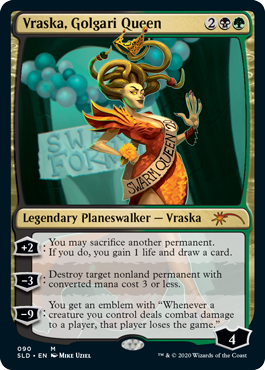 Vraska, Golgari Queen 2
SW
FORM
SWARM QUEEN
Legendary Planeswalker — Vraska
+2: You may sacrifice another permanent.
If you do, you gain 1 life and draw a card.
−3: Destroy target nonland permanent with
converted mana cost 3 or less.
−9: You get an emblem with “Whenever a
creature you control deals combat damage
to a player, that player loses the game.”
4
090 M
SLD • EN MIKE UZIEL
™ & © 2020 Wizards of the Coast